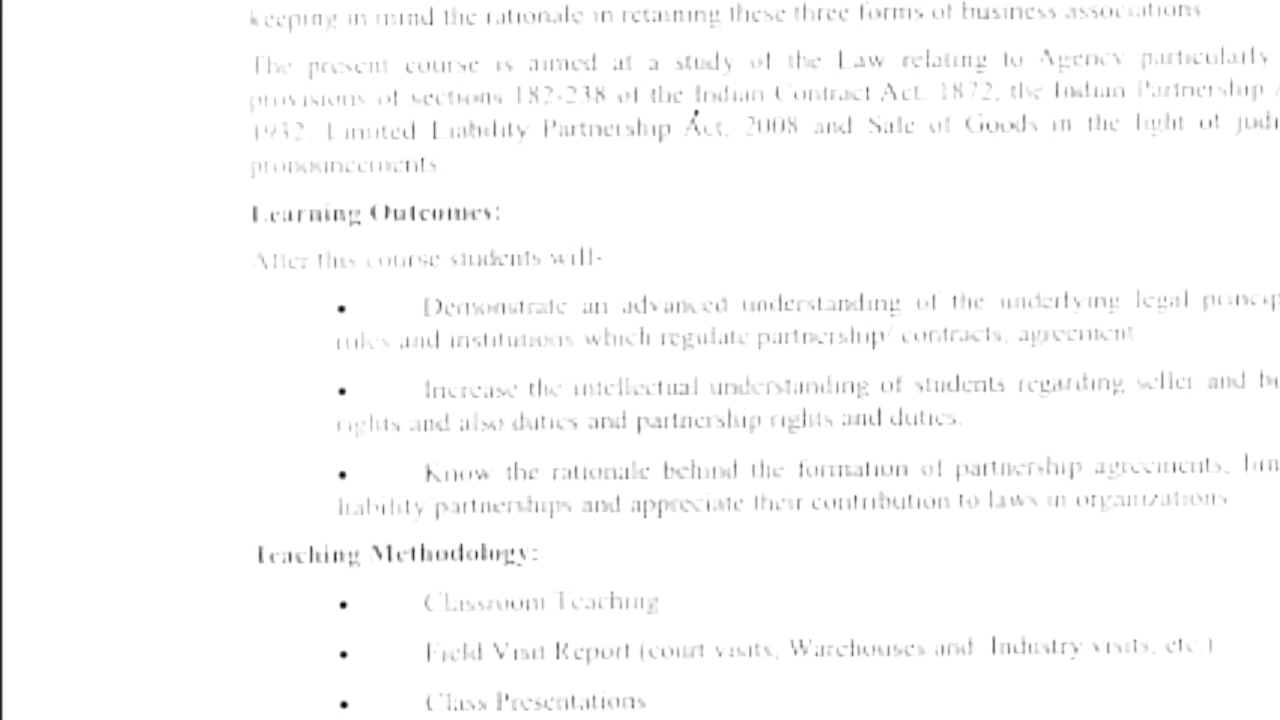 keeping in mind the rationale in retaining these three forms of business associations
The present course is aimed at a study of the Law relating to Agency particularly
provisions of sections 182-238 of the Indian Contract Act, 1872, the Indian Partnership
1932, Limited Liability Partnership Act, 2008 and Sale of Goods in the light of judi
pronouncements
Learning Outcomes:
After this course students will-
• Demonstrate an advanced understanding of the underlying legal princip
rules and institutions which regulate partnership/ contracts, agreement
• Increase the intellectual understanding of students regarding seller and bu
rights and also duties and partnership rights and duties.
• Know the rationale behind the formation of partnership agreements, lim
liability partnerships and appreciate their contribution to laws in organizations
Teaching Methodology:
• Classroom Teaching
• Field Visit Report (court visits, Warehouses and Industry visits, etc.)
• Class Presentations